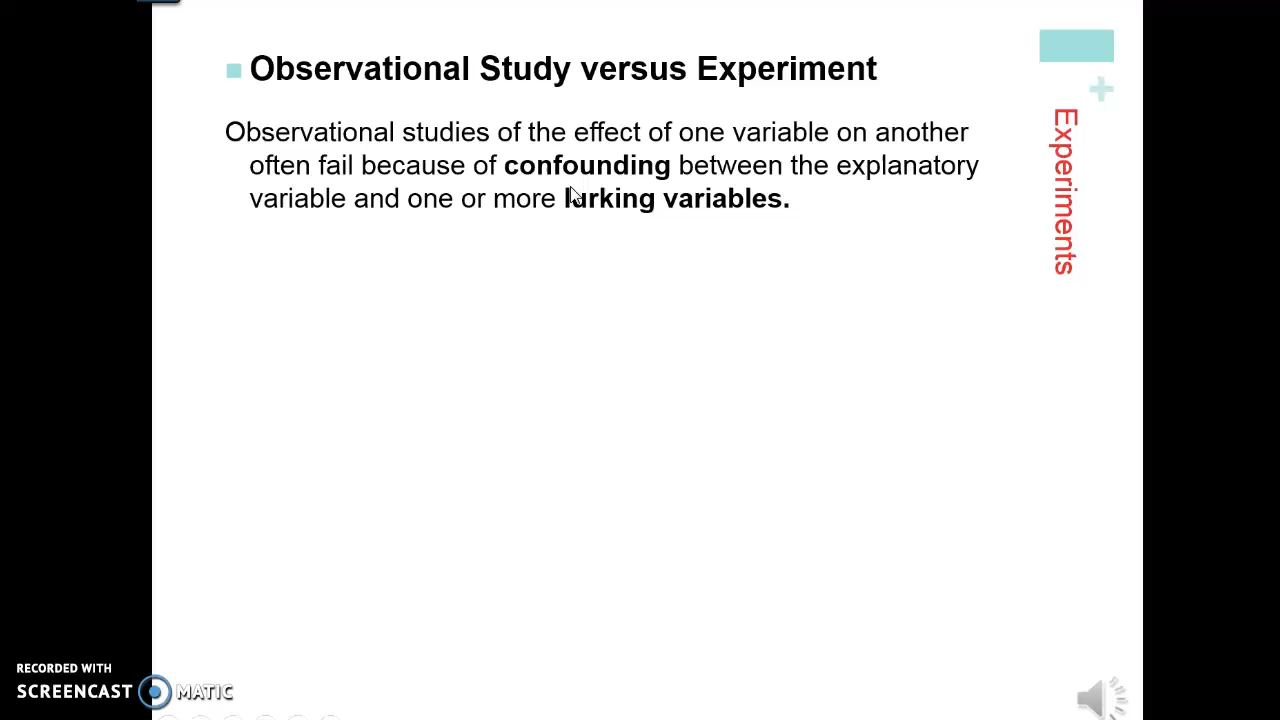 Observational Study versus Experiment
Observational studies of the effect of one variable on another
often fail because of confounding between the explanatory
variable and one or more lurking variables.
+
Experiments
RECORDED WITH
SCREENCAST MATIC